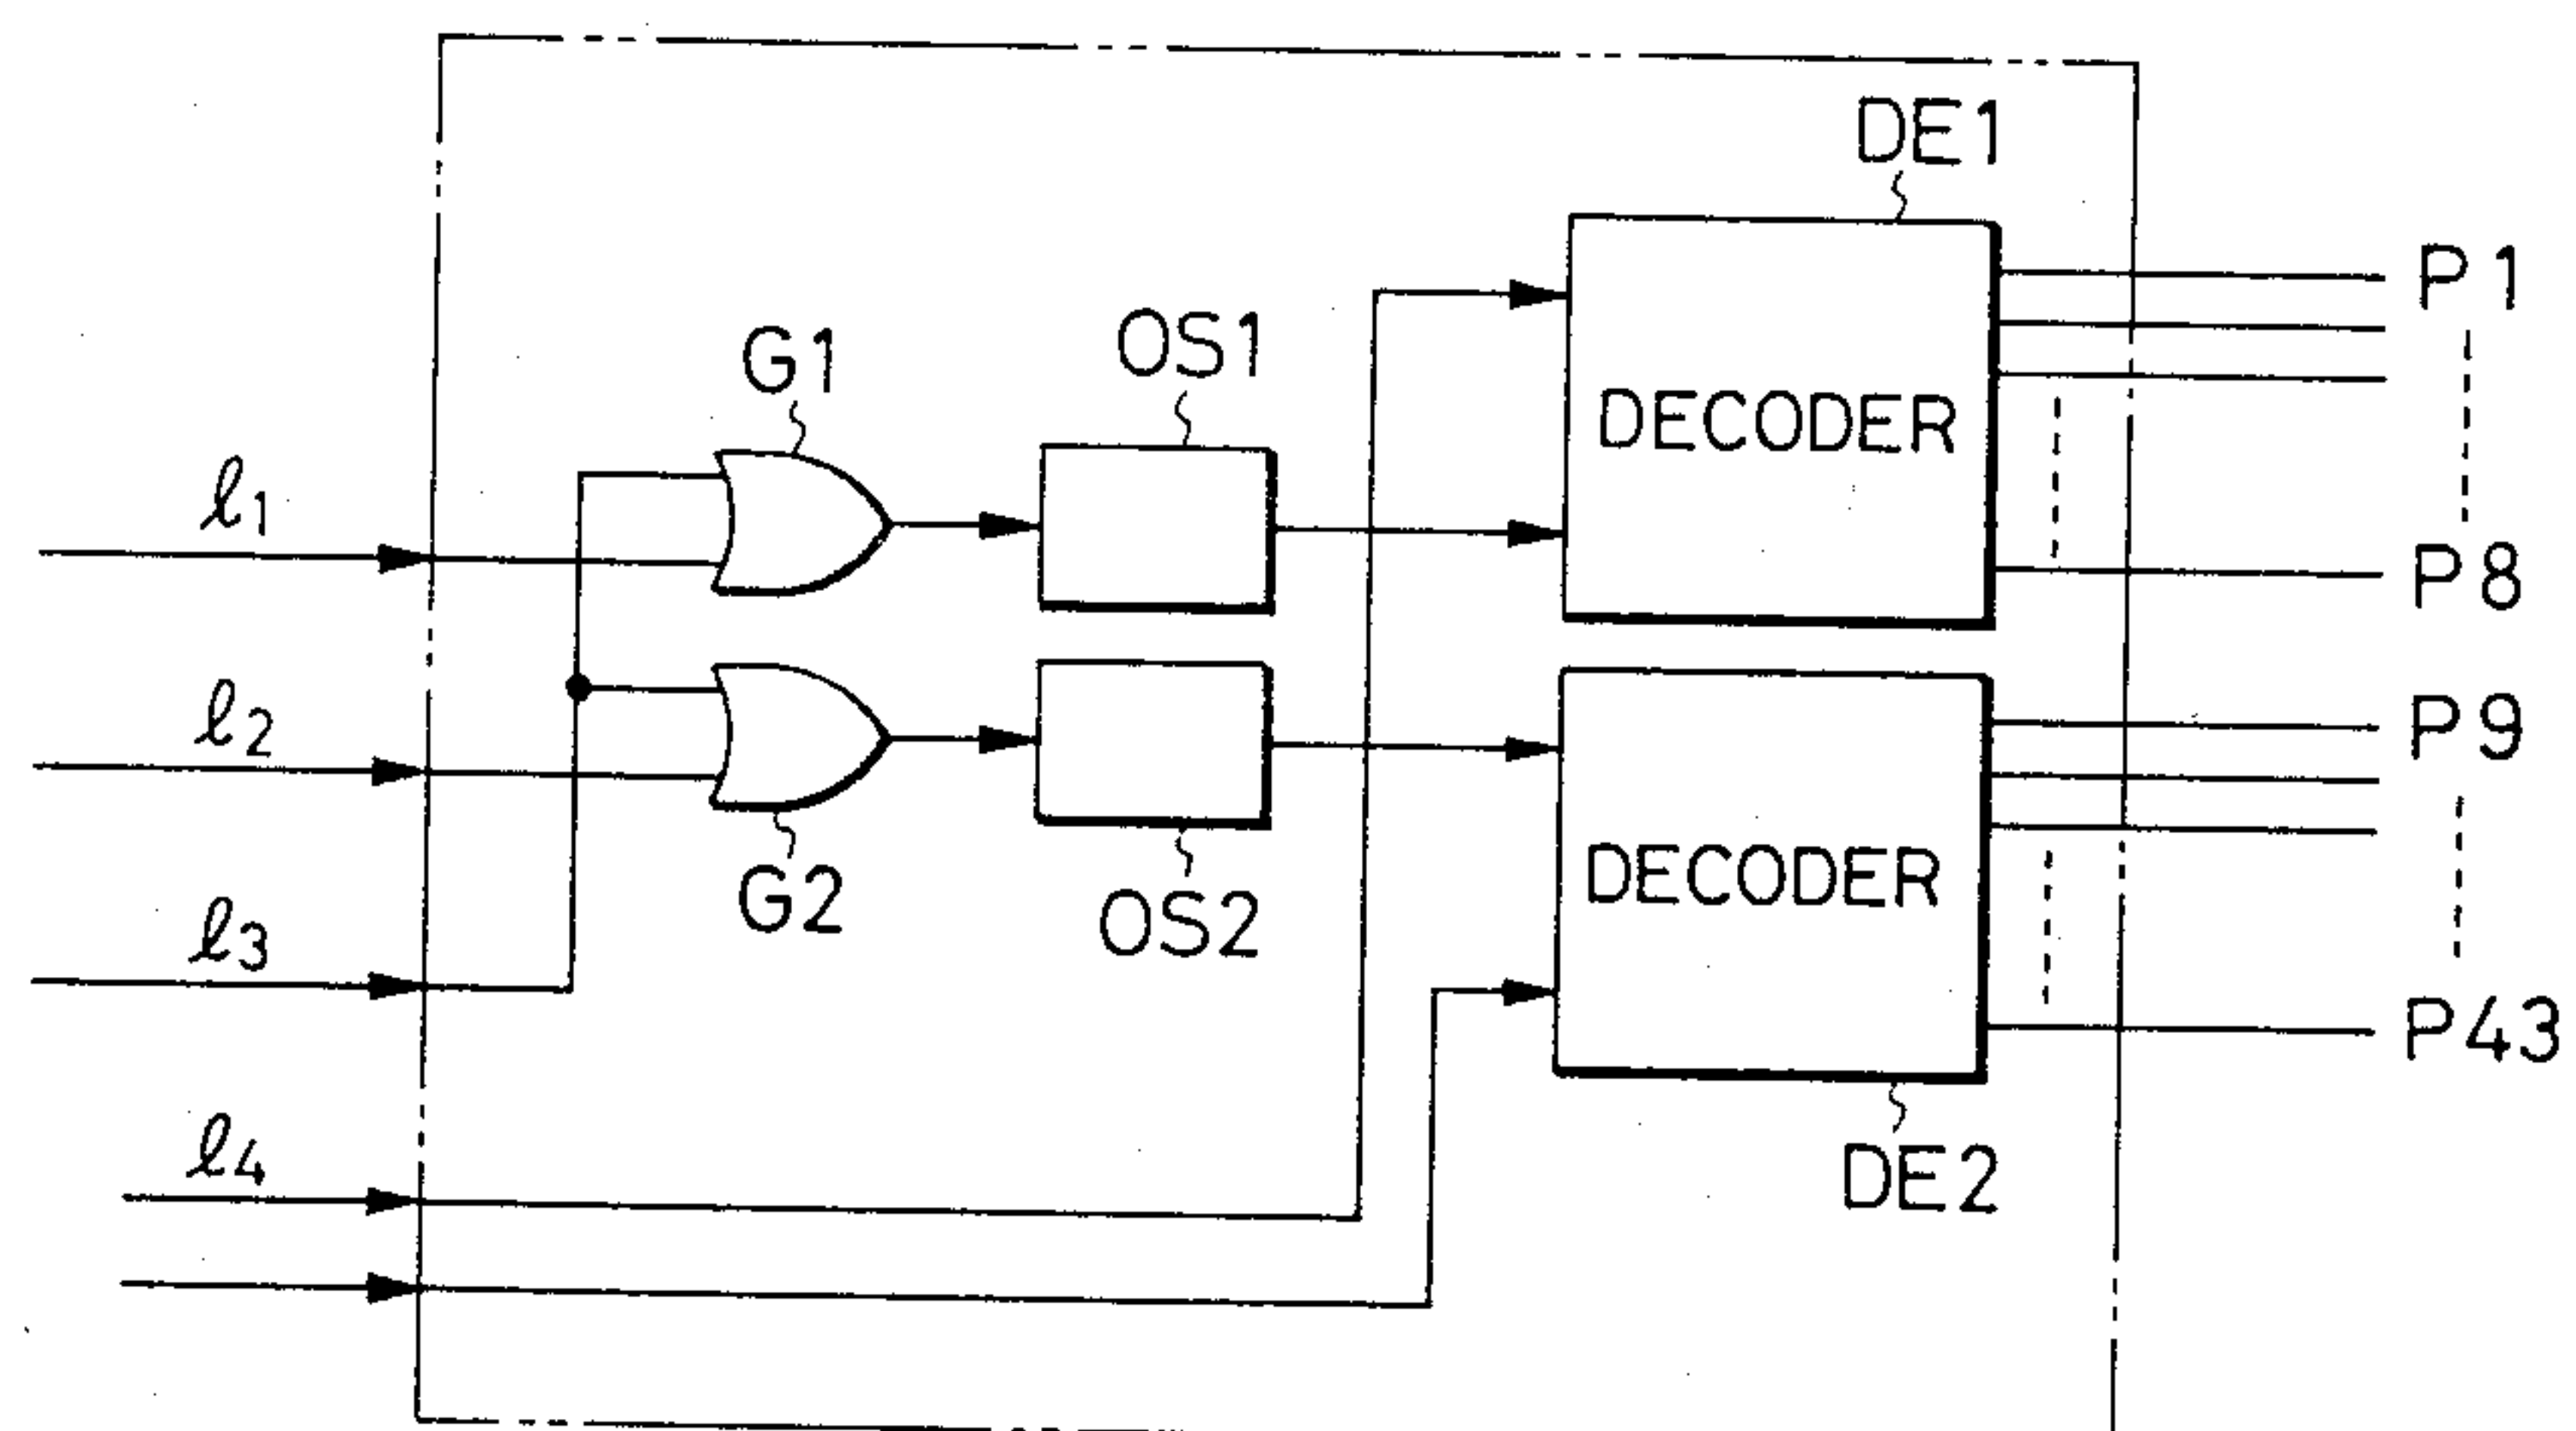 DE1
P1
OS1
G1
DECODER
ℓ1
P8
ℓ2
P9
DECODER
G2
OS2
ℓ3
P43
ℓ4
DE2